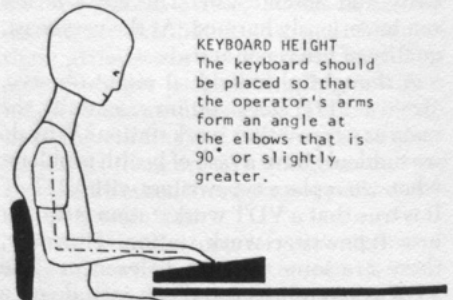 KEYBOARD HEIGHT
The keyboard should
be placed so that
the operator's arms
form an angle at
the elbows that is
90° or slightly
greater.